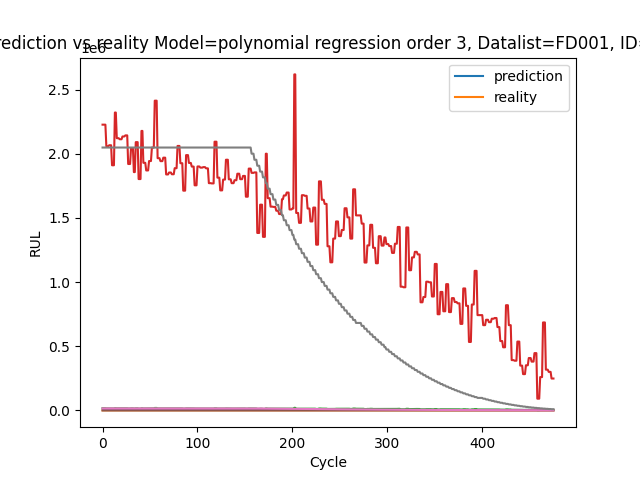 rediction vs reality Model=polynomial regression order 3, Datalist=FD001, ID=
1e6
prediction
reality
2.5
2.0
1.5
1.0
0.5
0.0
RUL
0 100 200 300 400
Cycle